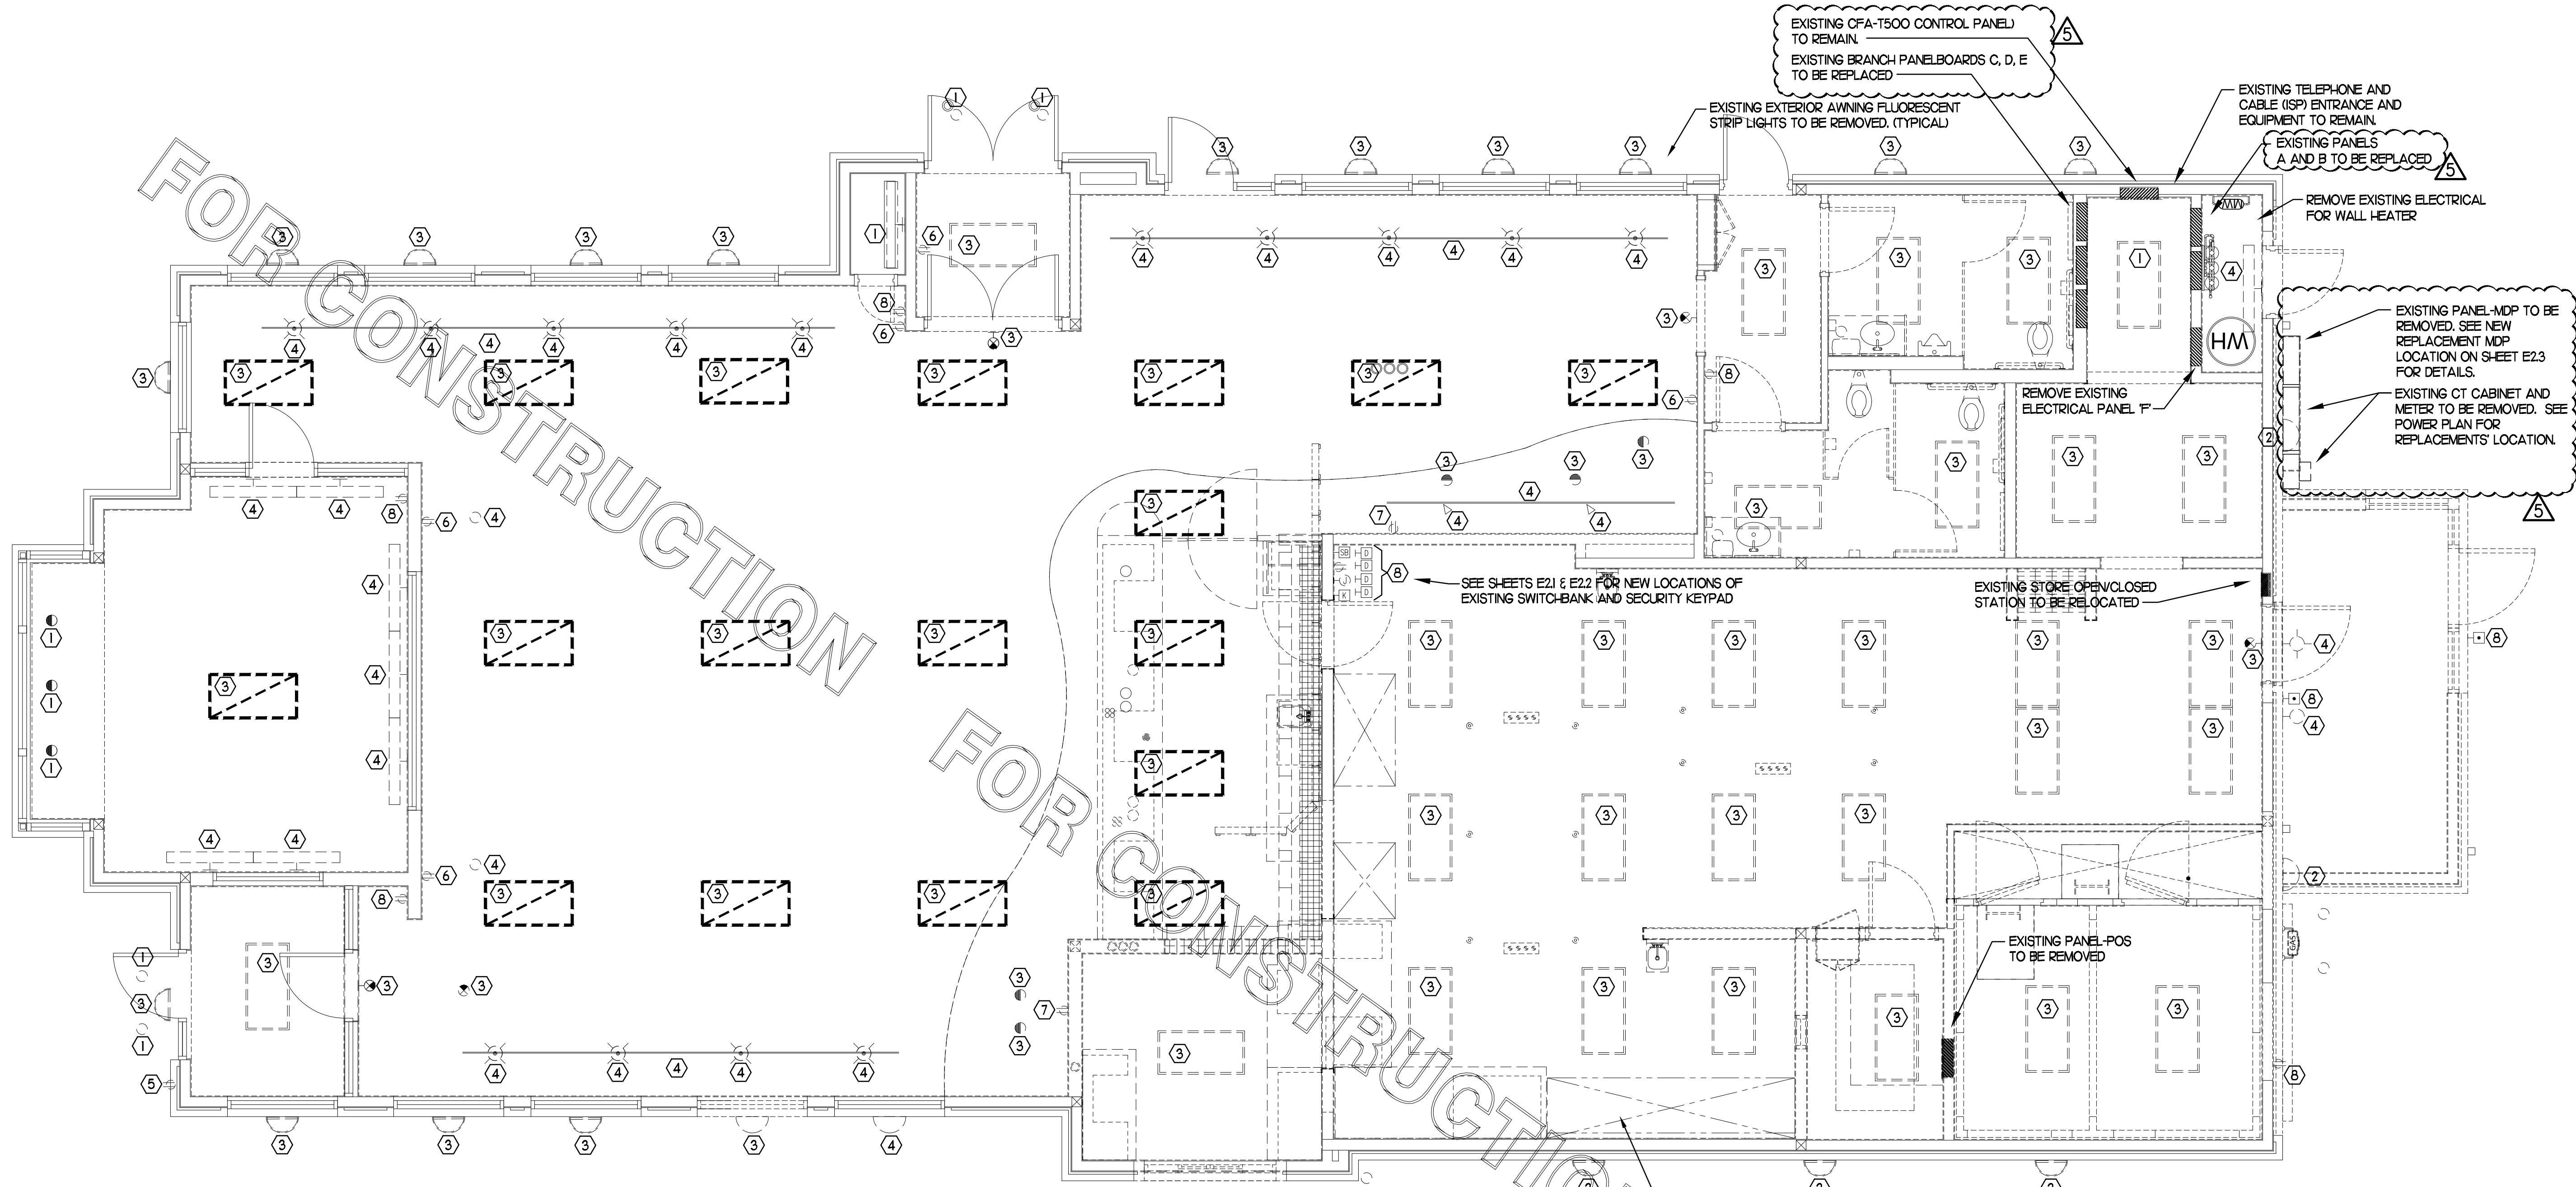 EXISTING CFA-T500 CONTROL PANEL)
TO REMAIN.
EXISTING BRANCH PANELBOARDS C, D, E
TO BE REPLACED
5
EXISTING EXTERIOR AWNING FLUORESCENT
STRIP LIGHTS TO BE REMOVED. (TYPICAL)
EXISTING TELEPHONE AND
CABLE (ISP) ENTRANCE AND
EQUIPMENT TO REMAIN.
EXISTING PANELS
A AND B TO BE REPLACED
5
REMOVE EXISTING ELECTRICAL
FOR WALL HEATER
EXISTING PANEL-MDP TO BE
REMOVED. SEE NEW
REPLACEMENT MDP
LOCATION ON SHEET E2.3
FOR DETAILS.
EXISTING CT CABINET AND
METER TO BE REMOVED. SEE
POWER PLAN FOR
REPLACEMENTS' LOCATION.
5
WH
REMOVE EXISTING
ELECTRICAL PANEL 'F'
SB D
D
D
K D
8
SEE SHEETS E2.1 & E2.2 FOR NEW LOCATIONS OF
EXISTING SWITCHBANK AND SECURITY KEYPAD
EXISTING STORE OPEN/CLOSED
STATION TO BE RELOCATED
EXISTING PANEL-POS
TO BE REMOVED
GAS
FOR CONSTRUCTION
FOR CONSTRUCTIO